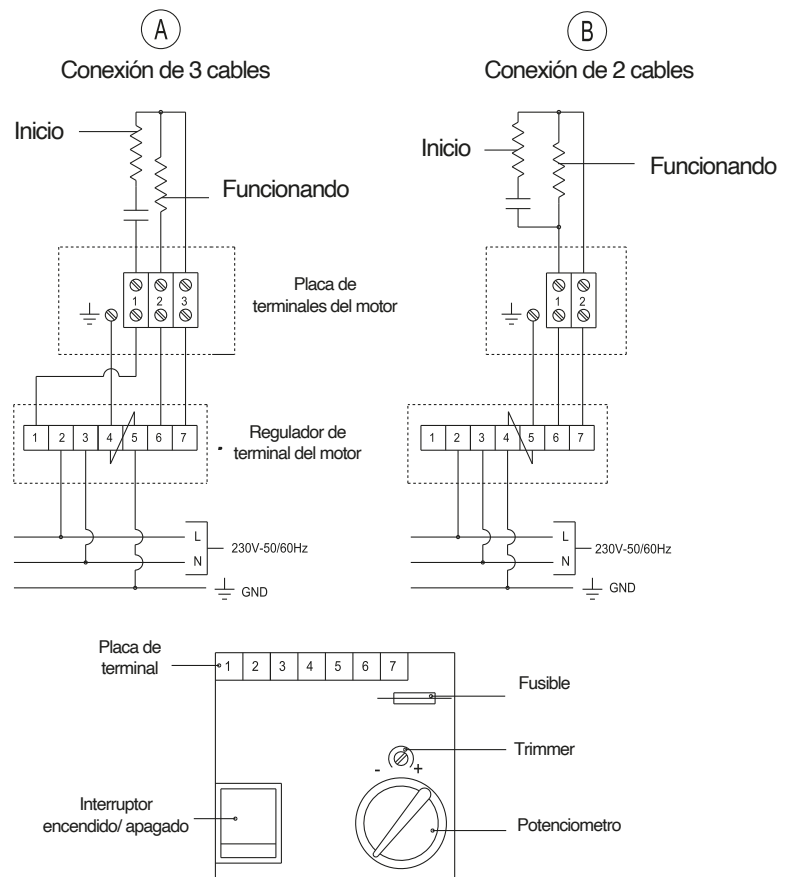 A
Conexión de 3 cables
Inicio
Funcionando
1 2 3
Placa de
terminales del motor
1 2 3 4 5 6 7
Regulador de
terminal del motor
L
N
230V-50/60Hz
GND
B
Conexión de 2 cables
Inicio
Funcionando
1 2
1 2 3 4 5 6 7
L
N
230V-50/60Hz
GND
Placa de
terminal
1 2 3 4 5 6 7
Fusible
Trimmer
- +
Interruptor
encendido/ apagado
Potenciometro